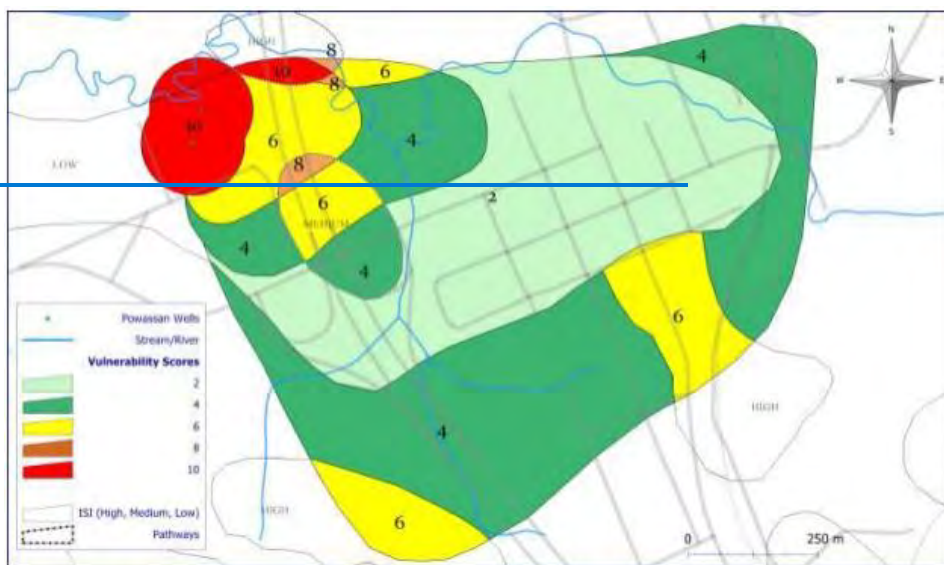 HIGH
N
8
W
E
10
6
8
4
S
10
6
4
LOW
8
2
6
MEDIUM
4
4
6
Powassan Wells
Stream/River
Vulnerability Scores
2
4
6
8
10
ISI (High, Medium, Low)
Pathways
HIGH
4
HIGH
6
0 250 m